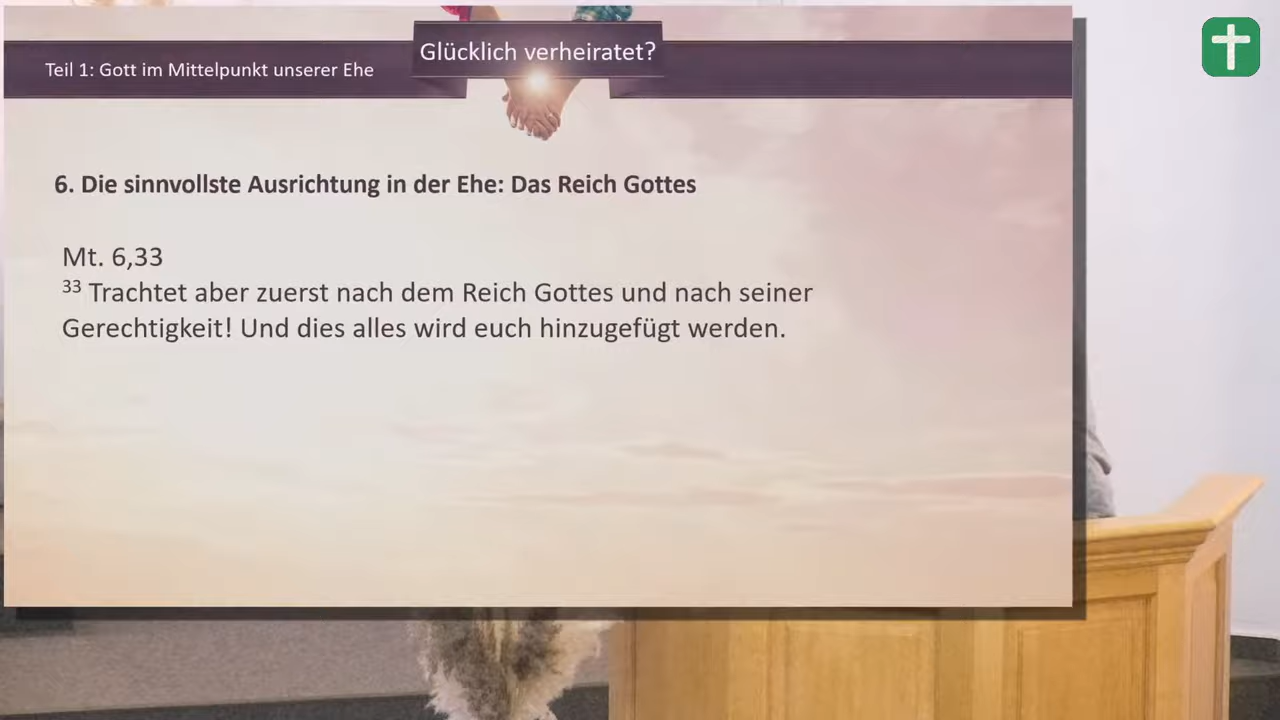 Glücklich verheiratet?
Teil 1: Gott im Mittelpunkt unserer Ehe
6. Die sinnvollste Ausrichtung in der Ehe: Das Reich Gottes
Mt. 6,33
33 Trachtet aber zuerst nach dem Reich Gottes und nach seiner
Gerechtigkeit! Und dies alles wird euch hinzugefügt werden.